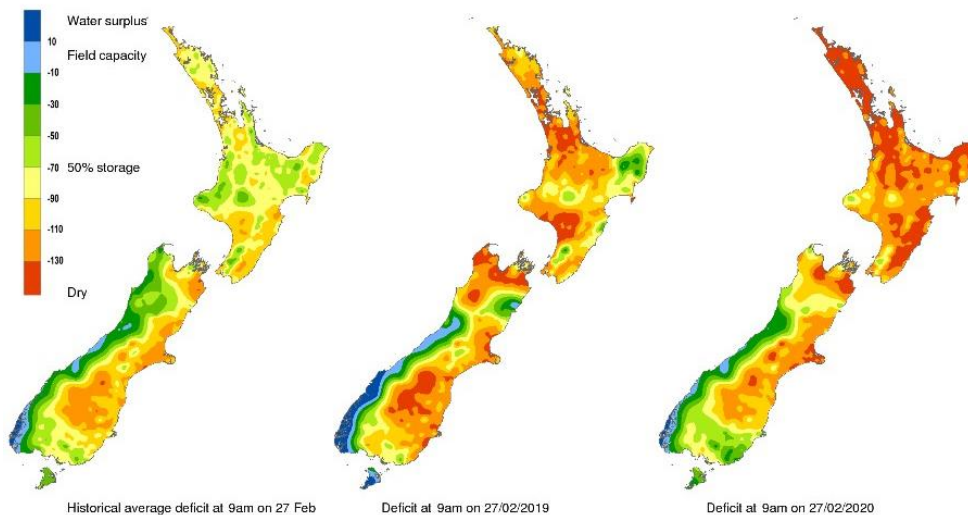 Water surplus
10
Field capacity
-10
-30
-50
50% storage
-70
-90
-110
-130
Dry
Historical average deficit at 9am on 27 Feb
Deficit at 9am on 27/02/2019
Deficit at 9am on 27/02/2020